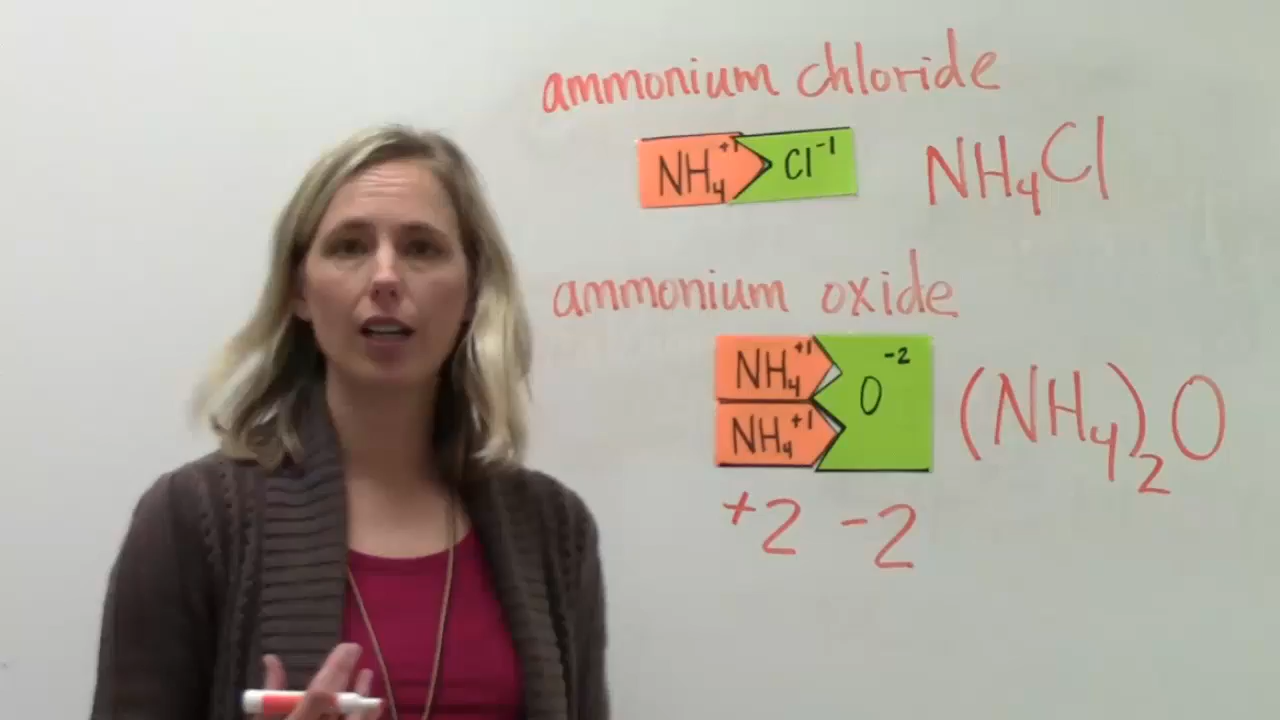 ammonium chloride
NH₄⁺¹ Cl⁻¹ NH₄Cl
ammonium oxide
NH₄⁺¹ O⁻² (NH₄)₂O
NH₄⁺¹
+2 -2